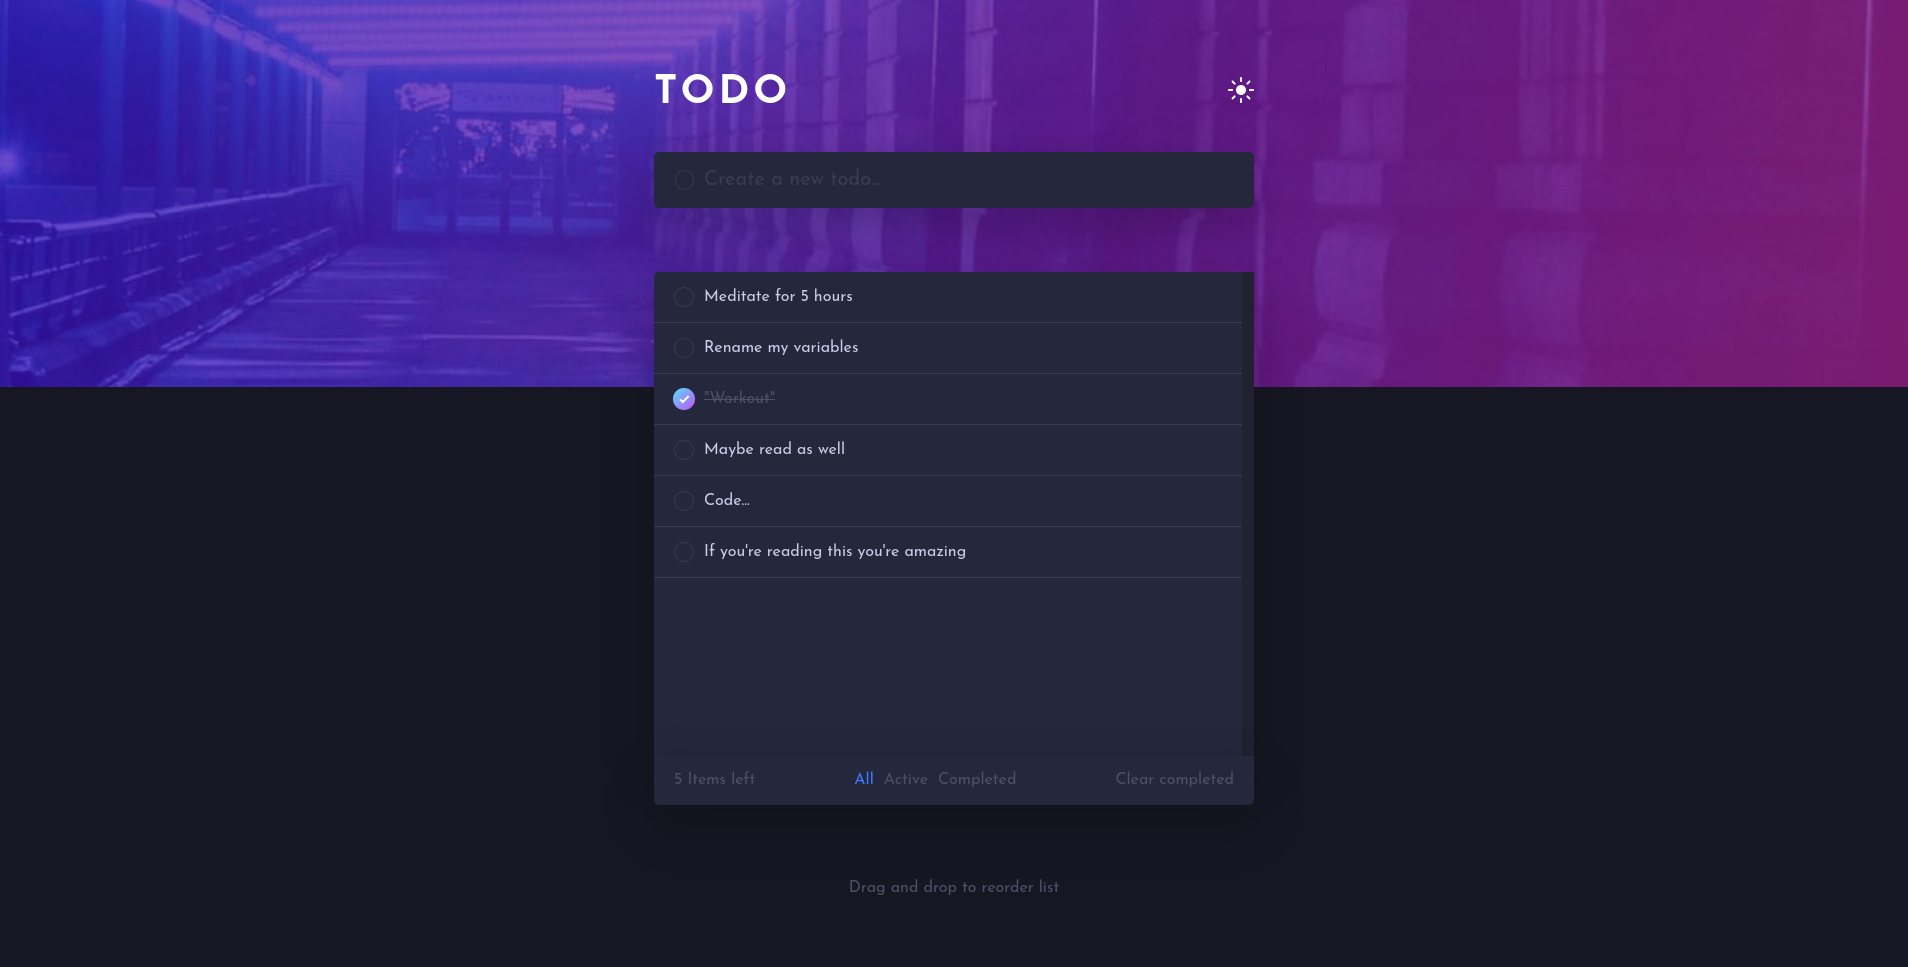 TODO
Create a new todo...
Meditate for 5 hours
Rename my variables
"Workout"
Maybe read as well
Code...
If you're reading this you're amazing
5 Items left
All Active Completed
Clear completed
Drag and drop to reorder list